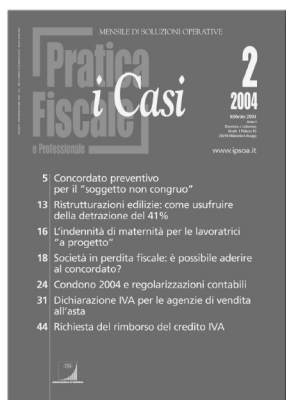 MENSILE DI SOLUZIONI OPERATIVE
Pratica
Fiscale
e Professionale
i Casi
2
2004
www.ipsoa.it
5 Concordato preventivo
per il "soggetto non congruo"
13 Ristrutturazioni edilizie: come usufruire
della detrazione del 41%
16 L'indennità di maternità per le lavoratrici
"a progetto"
18 Società in perdita fiscale: è possibile aderire
al concordato?
24 Condono 2004 e regolarizzazioni contabili
31 Dichiarazione IVA per le agenzie di vendita
all'asta
44 Richiesta del rimborso del credito IVA